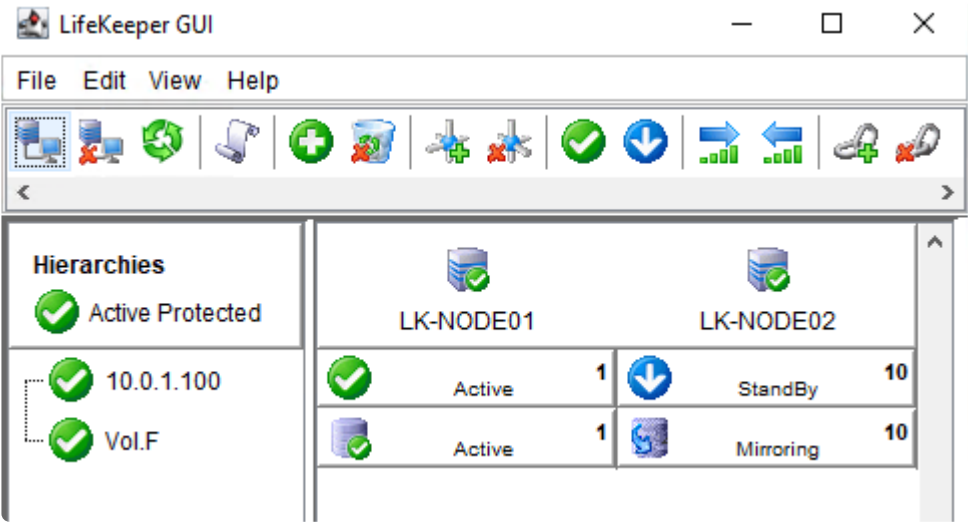 LifeKeeper GUI
File Edit View Help
Hierarchies
Active Protected
LK-NODE01 LK-NODE02
10.0.1.100 Active 1 StandBy 10
Vol.F Active 1 Mirroring 10